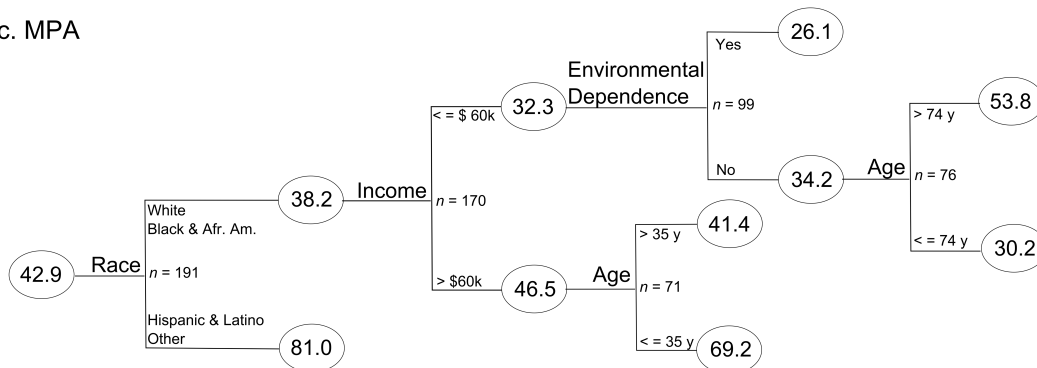 c. MPA
42.9
Race
n = 191
White
Black & Afr. Am.
Hispanic & Latino
Other
38.2
81.0
Income
n = 170
< = $ 60k
> $60k
32.3
46.5
Environmental
Dependence
n = 99
Yes
No
26.1
34.2
Age
n = 71
> 35 y
< = 35 y
41.4
69.2
Age
n = 76
> 74 y
< = 74 y
53.8
30.2